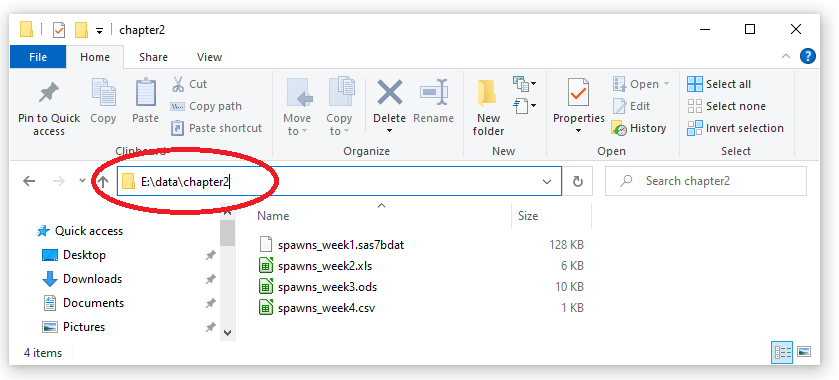 chapter2
File Home Share View
Pin to Quick access
Copy
Paste
Cut
Copy path
Paste shortcut
Clipboard
Move to
Copy to
Delete
Rename
Organize
New folder
New
Properties
Open
Edit
History
Open
Select all
Select none
Invert selection
Select
E:\data\chapter2
Search chapter2
Quick access
Desktop
Downloads
Documents
Pictures
Name Size
spawns_week1.sas7bdat 128 KB
spawns_week2.xls 6 KB
spawns_week3.ods 10 KB
spawns_week4.csv 1 KB
4 items